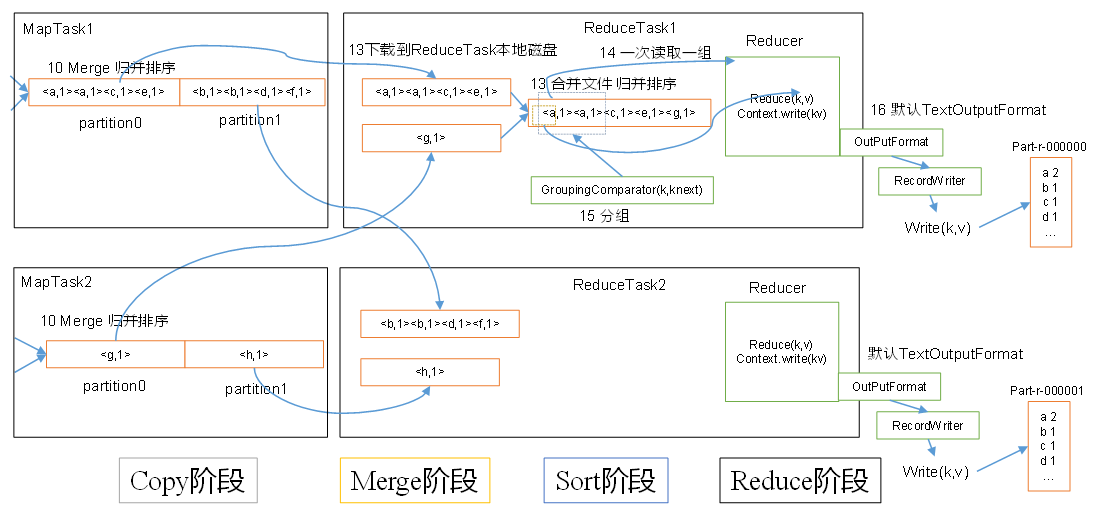 MapTask1
10 Merge 归并排序
<a,1><a,1><c,1><e,1>
<b,1><b,1><d,1><f,1>
partition0
partition1
ReduceTask1
13下载到ReduceTask本地磁盘
<a,1><a,1><c,1><e,1>
<g,1>
13 合并文件 归并排序
<a,1><a,1><c,1><e,1><g,1>
14 一次读取一组
GroupingComparator(k,knext)
15 分组
Reducer
Reduce(k,v)
Context.write(kv)
16 默认TextOutputFormat
OutPutFormat
RecordWriter
Write(k,v)
Part-r-000000
a 2
b 1
c 1
d 1
...
MapTask2
10 Merge 归并排序
<g,1>
<h,1>
partition0
partition1
ReduceTask2
<b,1><b,1><d,1><f,1>
<h,1>
Reducer
Reduce(k,v)
Context.write(kv)
默认TextOutputFormat
OutPutFormat
RecordWriter
Write(k,v)
Part-r-000001
a 2
b 1
c 1
d 1
...
Copy阶段
Merge阶段
Sort阶段
Reduce阶段